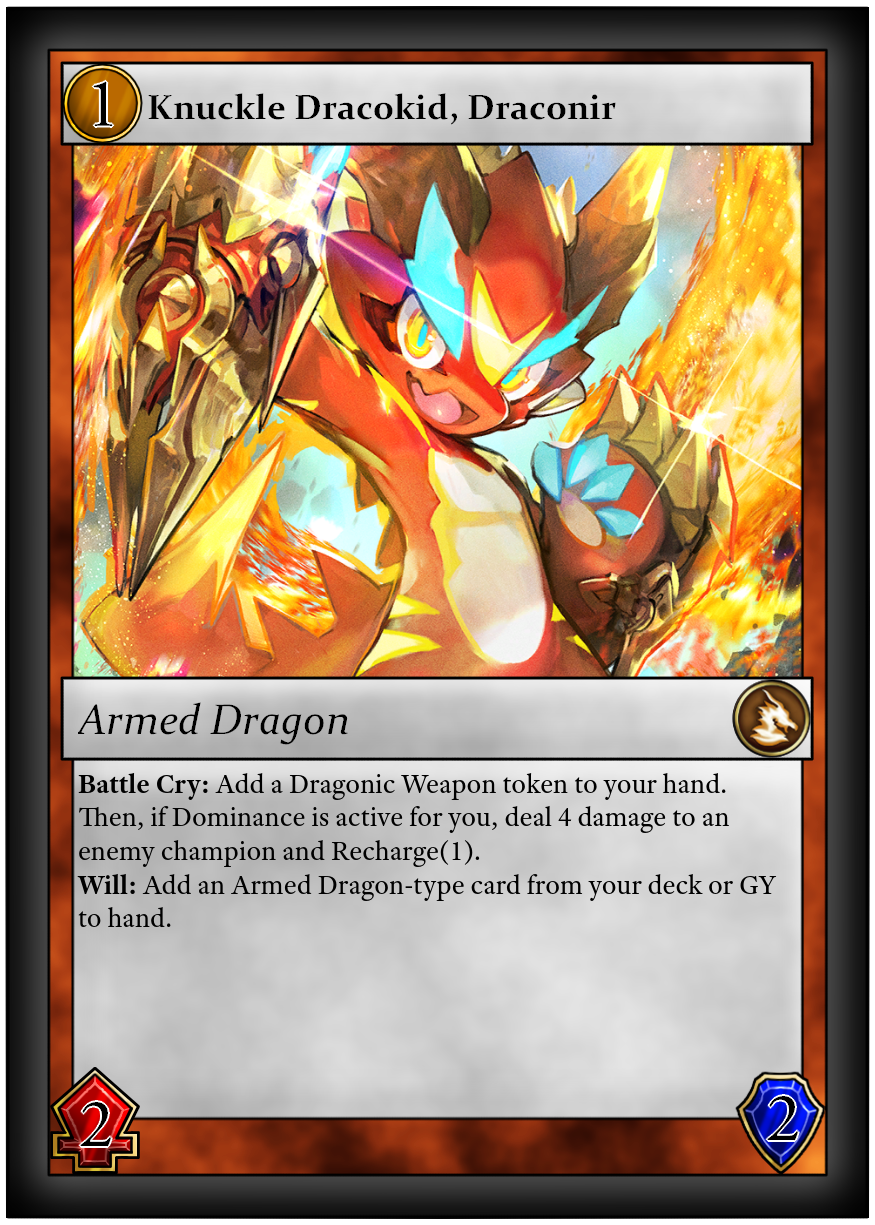 1
Knuckle Dracokid, Draconir
Armed Dragon
Battle Cry: Add a Dragonic Weapon token to your hand.
Then, if Dominance is active for you, deal 4 damage to an
enemy champion and Recharge(1).
Will: Add an Armed Dragon-type card from your deck or GY
to hand.
2
2